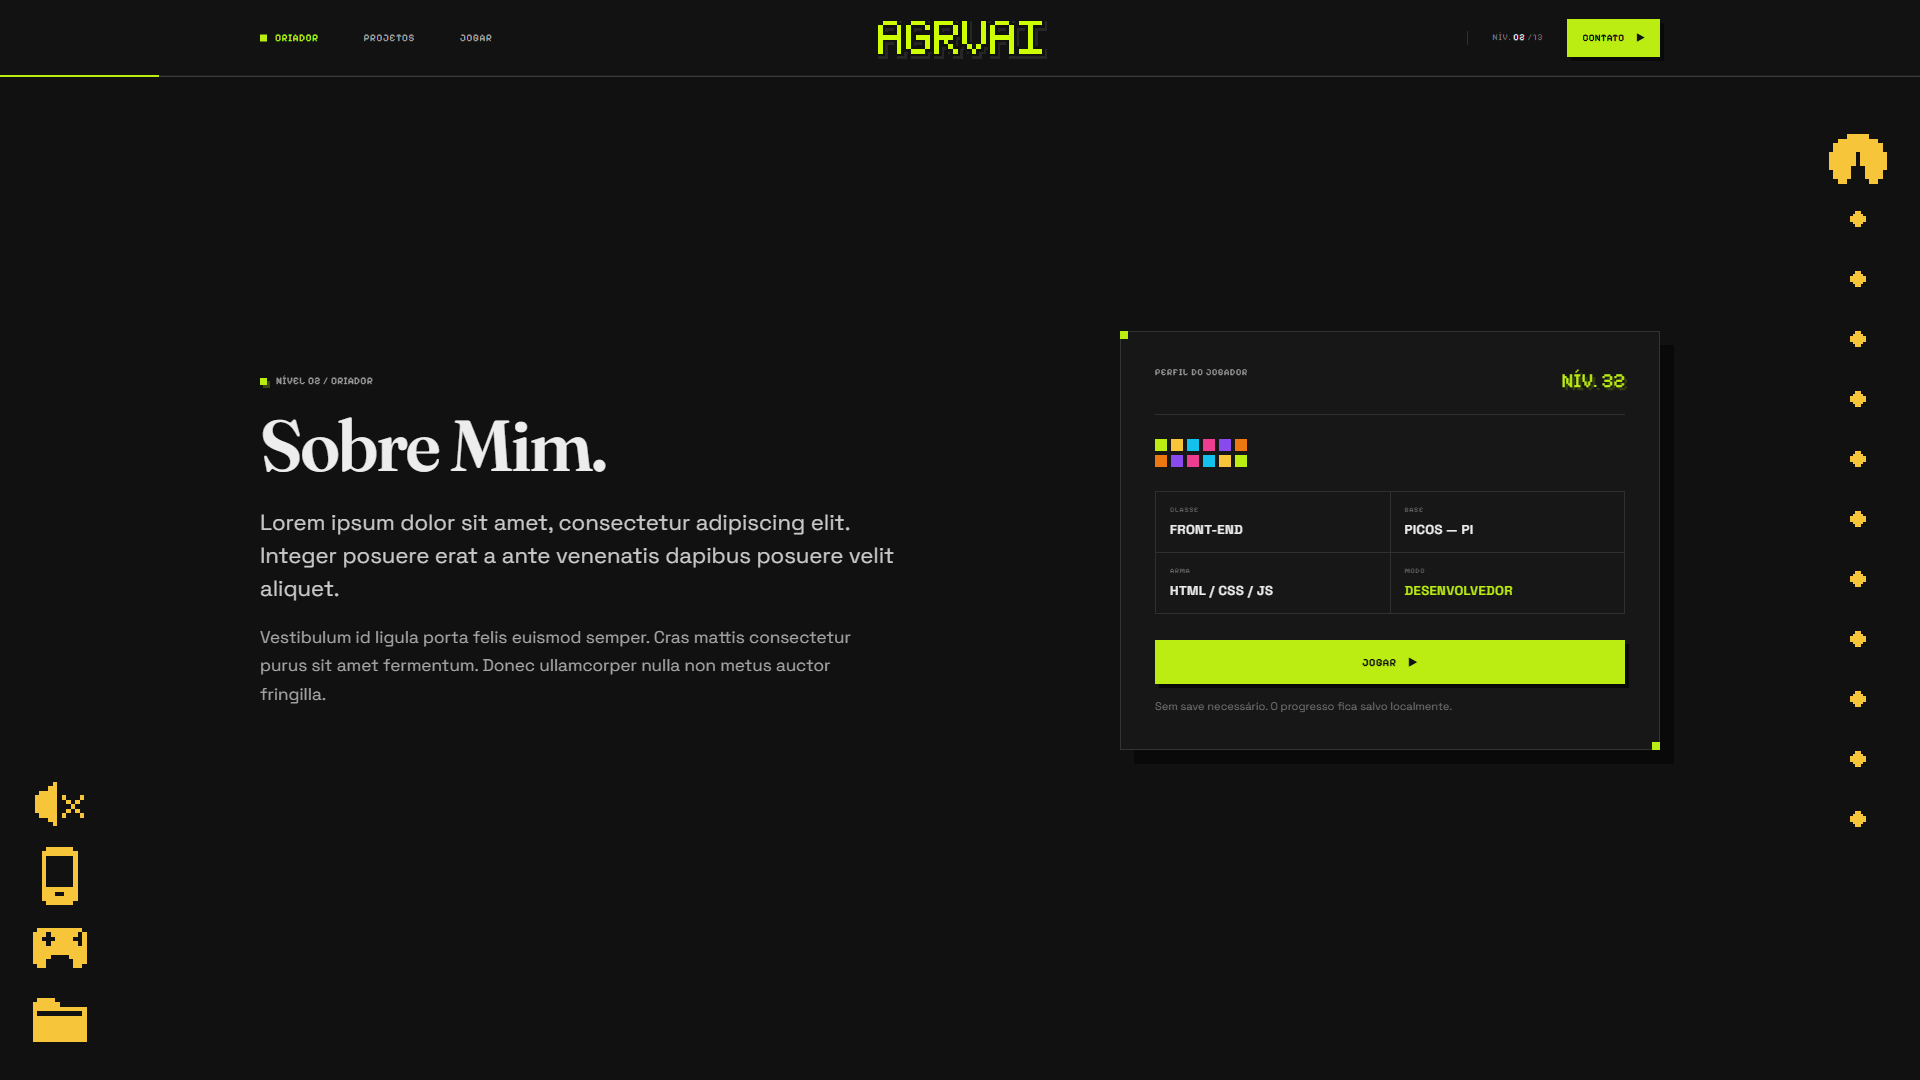 CRIADOR
PROJETOS
JOGAR
AGRVAI
NÍV. 02 / 13
CONTATO
NÍVEL 02 / CRIADOR
Sobre Mim.
Lorem ipsum dolor sit amet, consectetur adipiscing elit.
Integer posuere erat a ante venenatis dapibus posuere velit
aliquet.
Vestibulum id ligula porta felis euismod semper. Cras mattis consectetur
purus sit amet fermentum. Donec ullamcorper nulla non metus auctor
fringilla.
PERFIL DO JOGADOR
NÍV. 32
CLASSE
FRONT-END
BASE
PICOS — PI
ARMA
HTML / CSS / JS
MODO
DESENVOLVEDOR
JOGAR
Sem save necessário. O progresso fica salvo localmente.